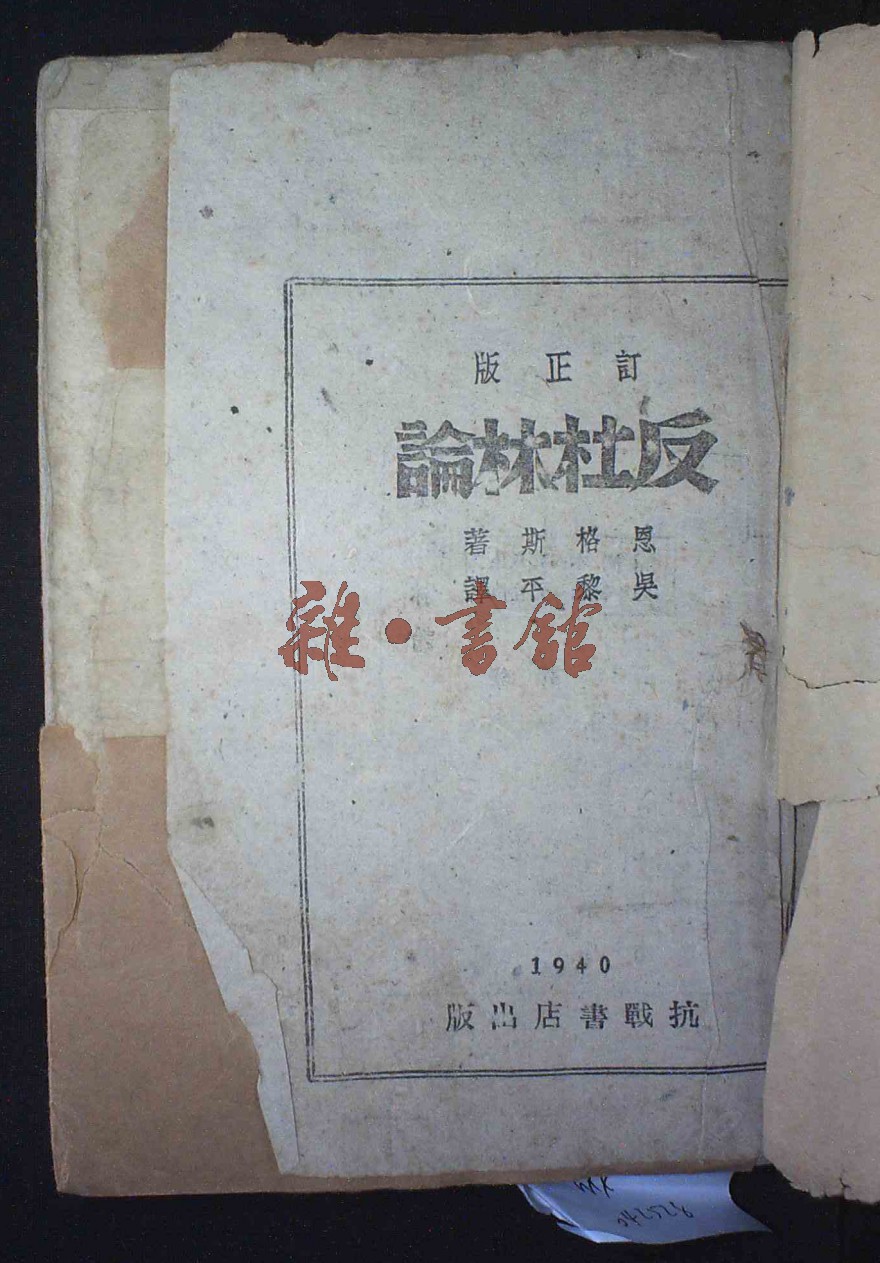 訂正版
反杜林論
恩格斯著
吳黎平譯
雜·書館
1940
抗戰書店出版